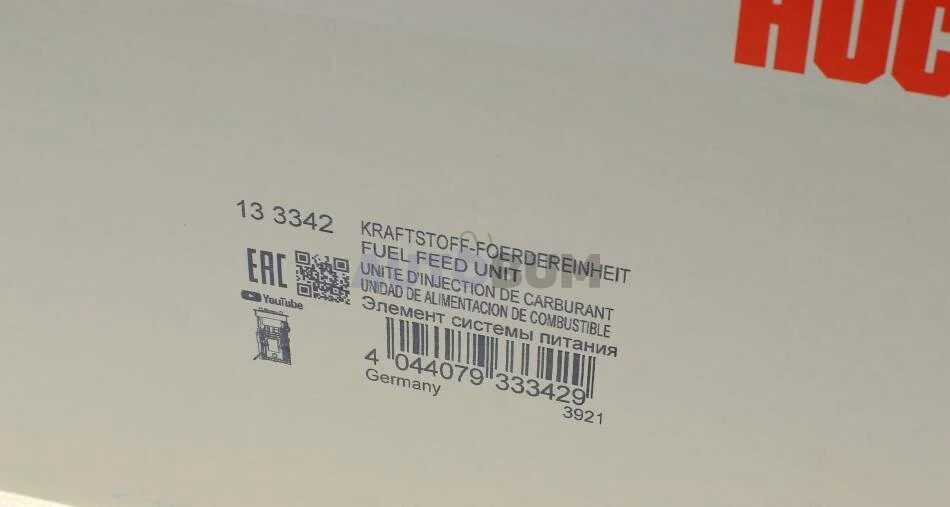 HUC
13 3342
KRAFTSTOFF-FOERDEREINHEIT
FUEL FEED UNIT
UNITE D'INJECTION DE CARBURANT
UNIDAD DE ALIMENTACION DE COMBUSTIBLE
Элемент системы питания
EAC
YouTube
4 044079 333429
Germany
3921
AUTOBUM